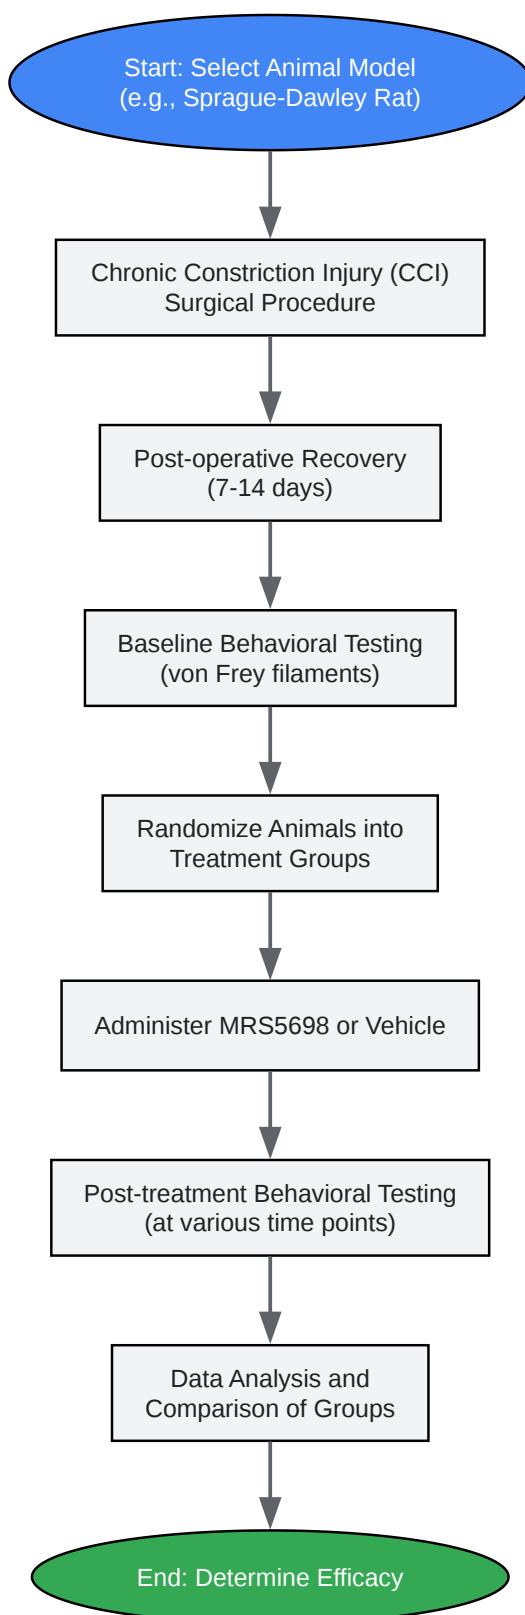 Start: Select Animal Model
(e.g., Sprague-Dawley Rat)
Chronic Constriction Injury (CCI)
Surgical Procedure
Post-operative Recovery
(7-14 days)
Baseline Behavioral Testing
(von Frey filaments)
Randomize Animals into
Treatment Groups
Administer MRS5698 or Vehicle
Post-treatment Behavioral Testing
(at various time points)
Data Analysis and
Comparison of Groups
End: Determine Efficacy